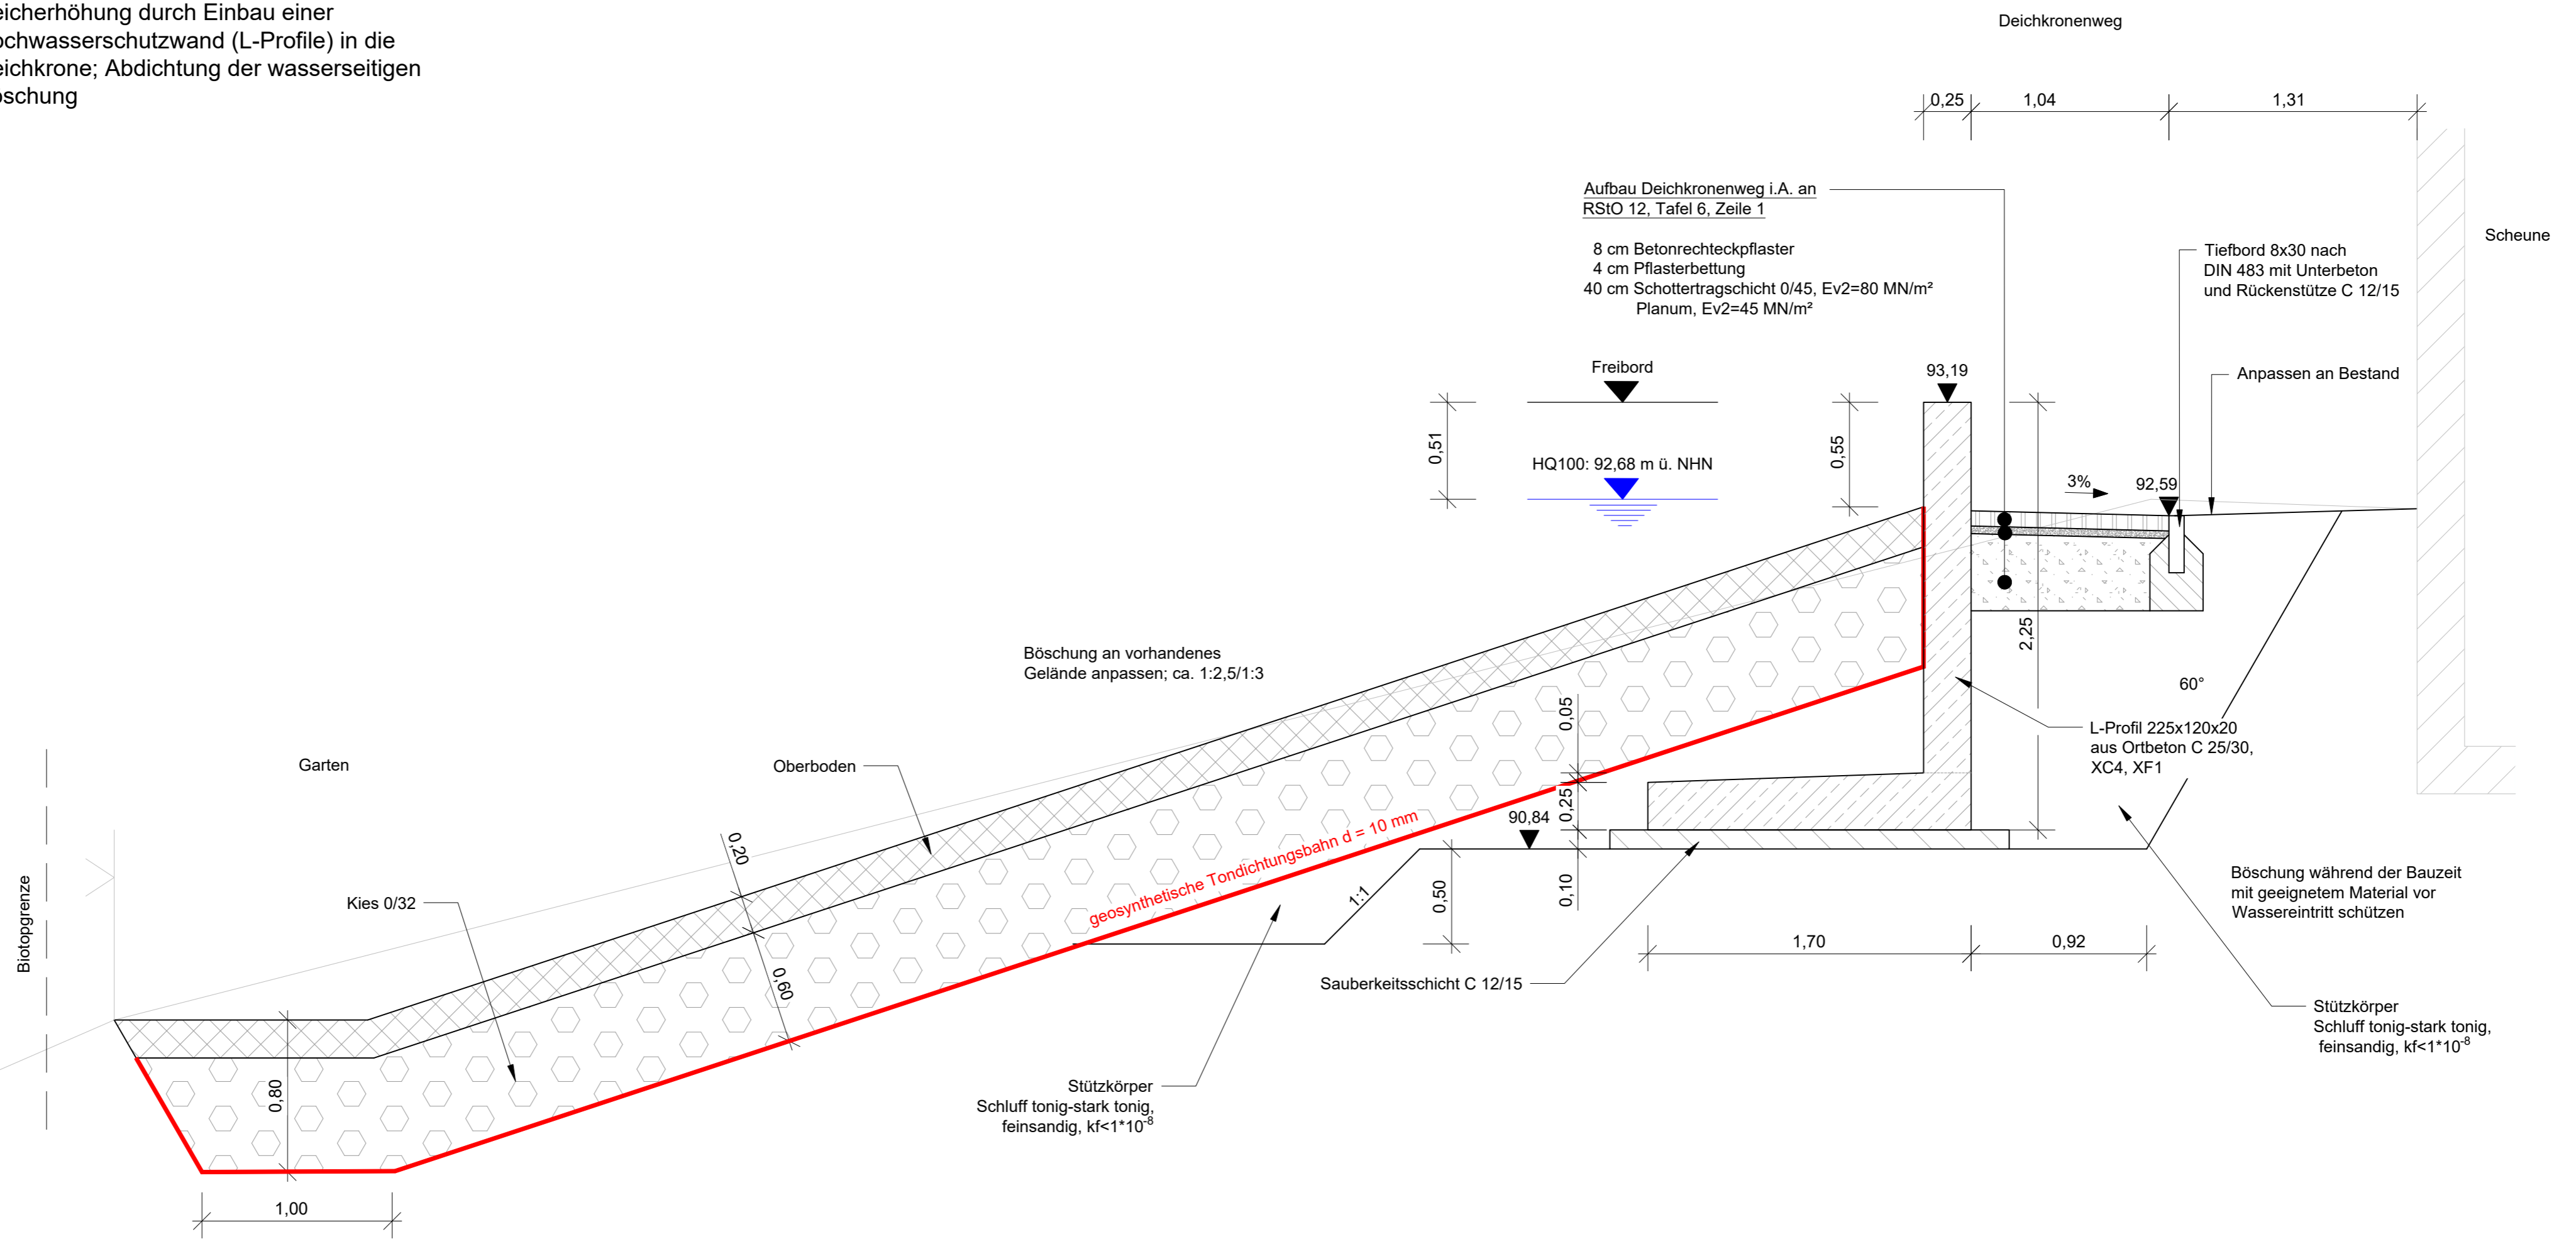 eicherhöhung durch Einbau einer
ochwasserschutzwand (L-Profile) in die
eichkrone; Abdichtung der wasserseitigen
öschung
Deichkronenweg
0,25
1,04
1,31
Aufbau Deichkronenweg i.A. an
RStO 12, Tafel 6, Zeile 1
8 cm Betonrechteckpflaster
4 cm Pflasterbettung
40 cm Schottertragschicht 0/45, Ev2=80 MN/m²
Planum, Ev2=45 MN/m²
Scheune
Tiefbord 8x30 nach
DIN 483 mit Unterbeton
und Rückenstütze C 12/15
Freibord
93,19
Anpassen an Bestand
0,51
HQ100: 92,68 m ü. NHN
0,55
3%
92,59
2,25
Böschung an vorhandenes
Gelände anpassen; ca. 1:2,5/1:3
60°
0,05
L-Profil 225x120x20
aus Ortbeton C 25/30,
XC4, XF1
Garten
Oberboden
0,25
90,84
geosynthetische Tondichtungsbahn d = 10 mm
0,20
Böschung während der Bauzeit
mit geeignetem Material vor
Wassereintritt schützen
Biotopgrenze
Kies 0/32
1:1
0,50
0,10
1,70
0,92
0,60
Sauberkeitsschicht C 12/15
Stützkörper
Schluff tonig-stark tonig,
feinsandig, kf<1*10⁻⁸
0,80
Stützkörper
Schluff tonig-stark tonig,
feinsandig, kf<1*10⁻⁸
1,00